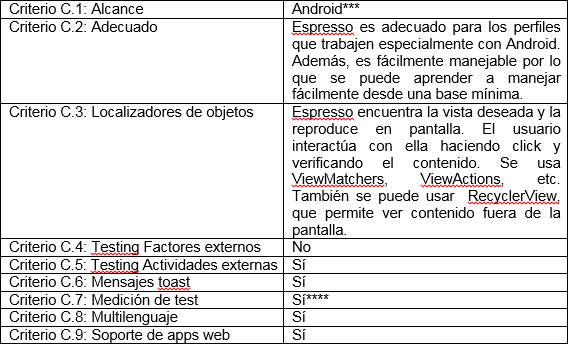 Criterio C.1: Alcance
Android***
Criterio C.2: Adecuado
Espresso es adecuado para los perfiles
que trabajen especialmente con Android.
Además, es fácilmente manejable por lo
que se puede aprender a manejar
fácilmente desde una base mínima.
Criterio C.3: Localizadores de objetos
Espresso encuentra la vista deseada y la
reproduce en pantalla. El usuario
interactúa con ella haciendo click y
verificando el contenido. Se usa
ViewMatchers, ViewActions, etc.
También se puede usar RecyclerView,
que permite ver contenido fuera de la
pantalla.
Criterio C.4: Testing Factores externos
No
Criterio C.5: Testing Actividades externas
Sí
Criterio C.6: Mensajes toast
Sí
Criterio C.7: Medición de test
Sí****
Criterio C.8: Multilenguaje
Sí
Criterio C.9: Soporte de apps web
Sí